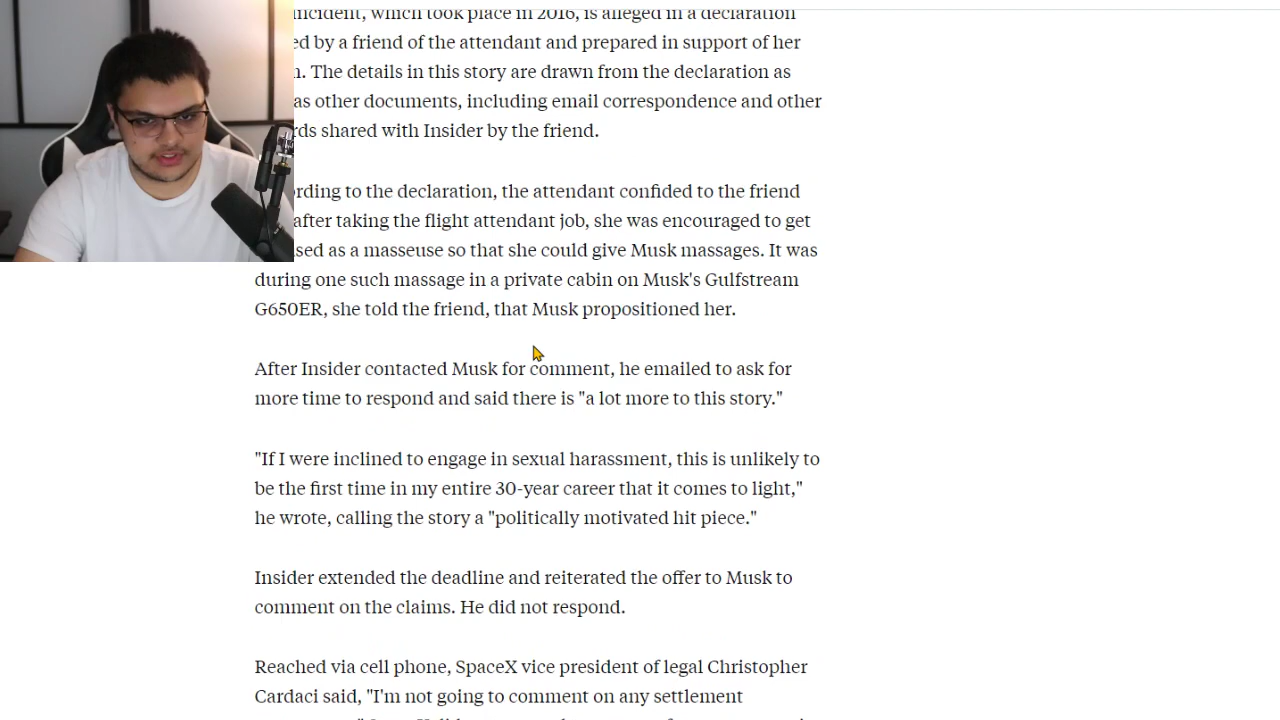 incident, which took place in 2016, is alleged in a declaration
ed by a friend of the attendant and prepared in support of her
. The details in this story are drawn from the declaration as
as other documents, including email correspondence and other
rds shared with Insider by the friend.
rding to the declaration, the attendant confided to the friend
after taking the flight attendant job, she was encouraged to get
sed as a masseuse so that she could give Musk massages. It was
during one such massage in a private cabin on Musk's Gulfstream
G650ER, she told the friend, that Musk propositioned her.
After Insider contacted Musk for comment, he emailed to ask for
more time to respond and said there is "a lot more to this story."
"If I were inclined to engage in sexual harassment, this is unlikely to
be the first time in my entire 30-year career that it comes to light,"
he wrote, calling the story a "politically motivated hit piece."
Insider extended the deadline and reiterated the offer to Musk to
comment on the claims. He did not respond.
Reached via cell phone, SpaceX vice president of legal Christopher
Cardaci said, "I'm not going to comment on any settlement